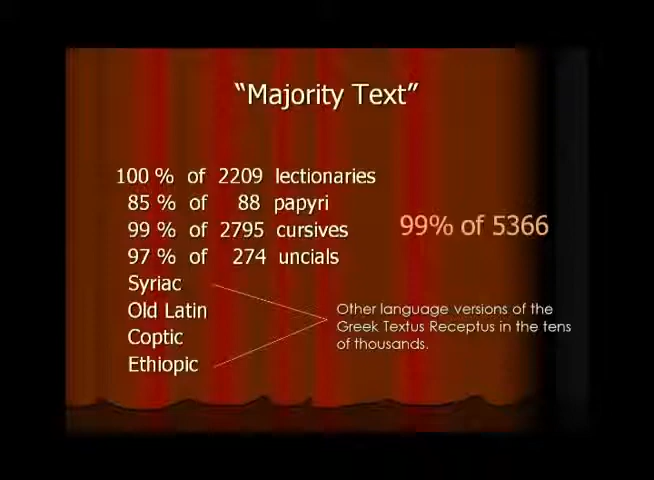 “Majority Text”
100 % of 2209 lectionaries
85 % of 88 papyri
99 % of 2795 cursives
99% of 5366
97 % of 274 uncials
Syriac
Old Latin
Coptic
Ethiopic
Other language versions of the
Greek Textus Receptus in the tens
of thousands.